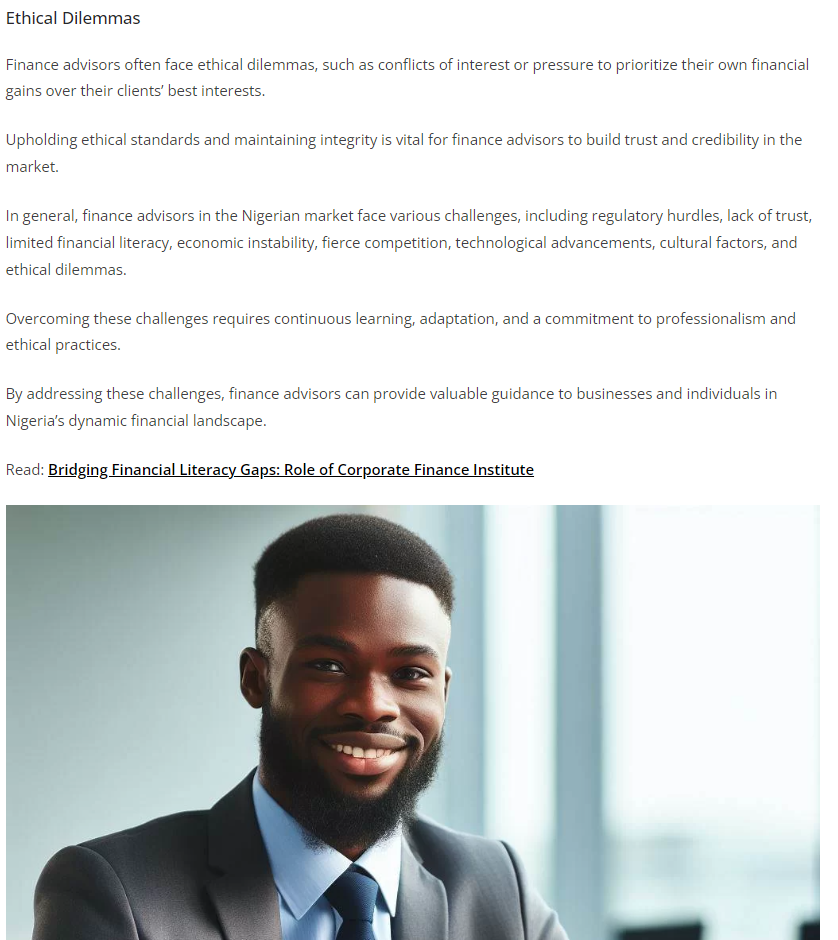 Ethical Dilemmas
Finance advisors often face ethical dilemmas, such as conflicts of interest or pressure to prioritize their own financial
gains over their clients’ best interests.
Upholding ethical standards and maintaining integrity is vital for finance advisors to build trust and credibility in the
market.
In general, finance advisors in the Nigerian market face various challenges, including regulatory hurdles, lack of trust,
limited financial literacy, economic instability, fierce competition, technological advancements, cultural factors, and
ethical dilemmas.
Overcoming these challenges requires continuous learning, adaptation, and a commitment to professionalism and
ethical practices.
By addressing these challenges, finance advisors can provide valuable guidance to businesses and individuals in
Nigeria’s dynamic financial landscape.
Read: Bridging Financial Literacy Gaps: Role of Corporate Finance Institute